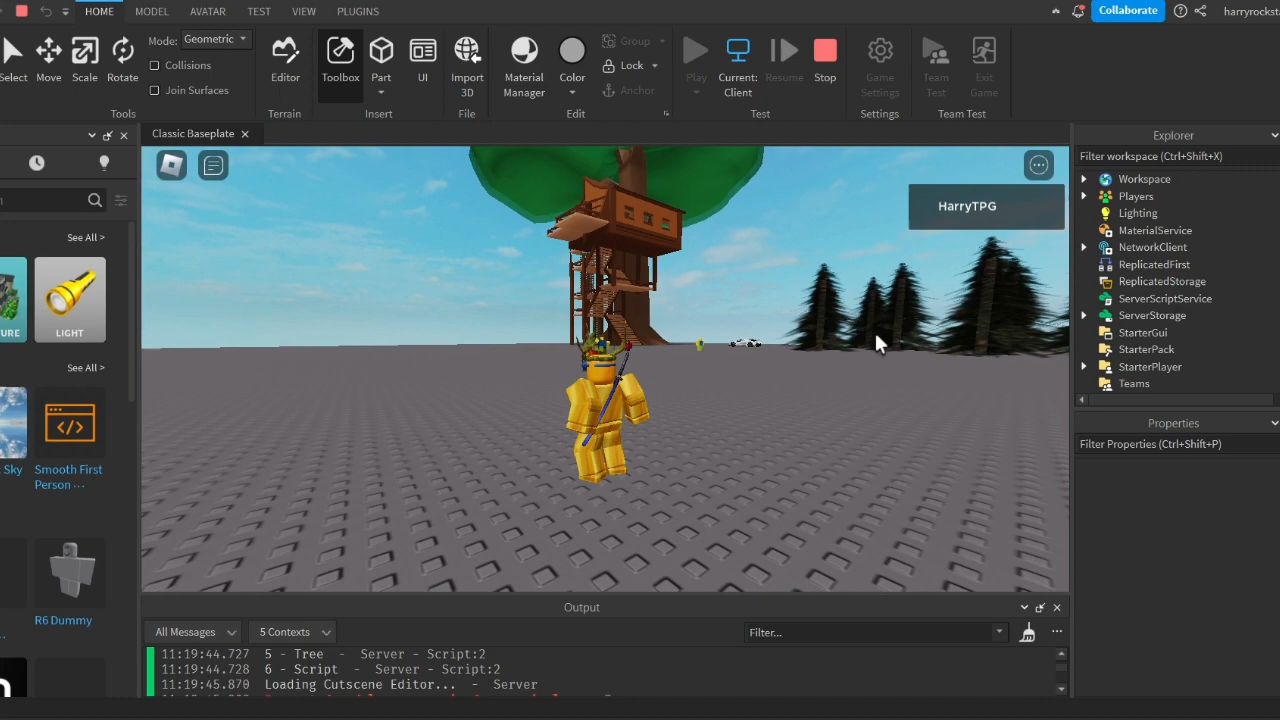 HOME MODEL AVATAR TEST VIEW PLUGINS Collaborate harryrocksta
Mode: Geometric
Collisions
Join Surfaces
Select Move Scale Rotate
Tools
Editor
Terrain
Toolbox Part UI
Insert
Import
3D
File
Material
Manager
Color
Group
Lock
Anchor
Edit
Play Current:
Client
Resume Stop
Test
Game
Settings
Settings
Team
Test
Exit
Game
Team Test
Classic Baseplate
See All >
URE LIGHT
See All >
Sky Smooth First
Person ...
R6 Dummy
HarryTPG
Explorer
Filter workspace (Ctrl+Shift+X)
Workspace
Players
Lighting
MaterialService
NetworkClient
ReplicatedFirst
ReplicatedStorage
ServerScriptService
ServerStorage
StarterGui
StarterPack
StarterPlayer
Teams
Properties
Filter Properties (Ctrl+Shift+P)
Output
All Messages 5 Contexts Filter...
11:19:44.727 5 - Tree - Server - Script:2
11:19:44.728 6 - Script - Server - Script:2
11:19:45.870 Loading Cutscene Editor... - Server